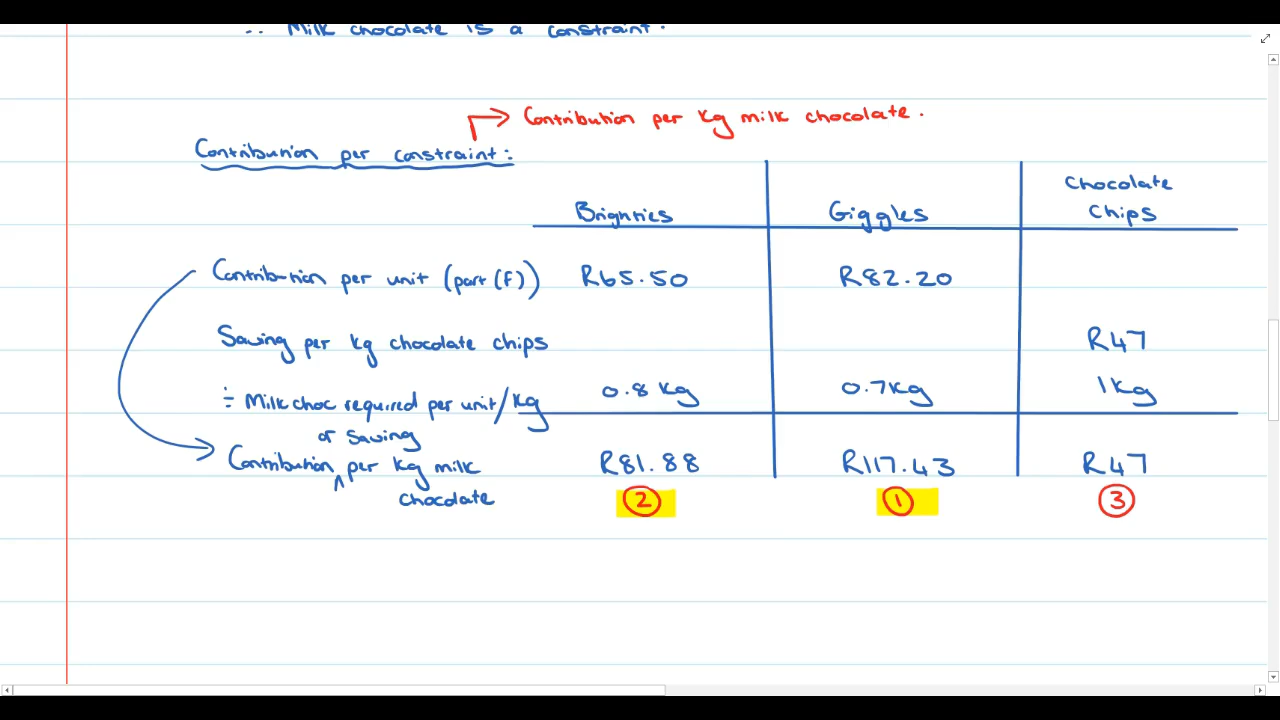 ∴ Milk chocolate is a constraint.
Contribution per kg milk chocolate.
Contribution per constraint:
Chocolate
Brighties Giggles Chips
Contribution per unit (part (F)) R65.50 R82.20
Saving per kg chocolate chips R47
÷ Milk choc required per unit/kg 0.8 kg 0.7kg 1kg
or saving
Contribution ^ per kg milk R81.88 R117.43 R47
chocolate 2 1 3